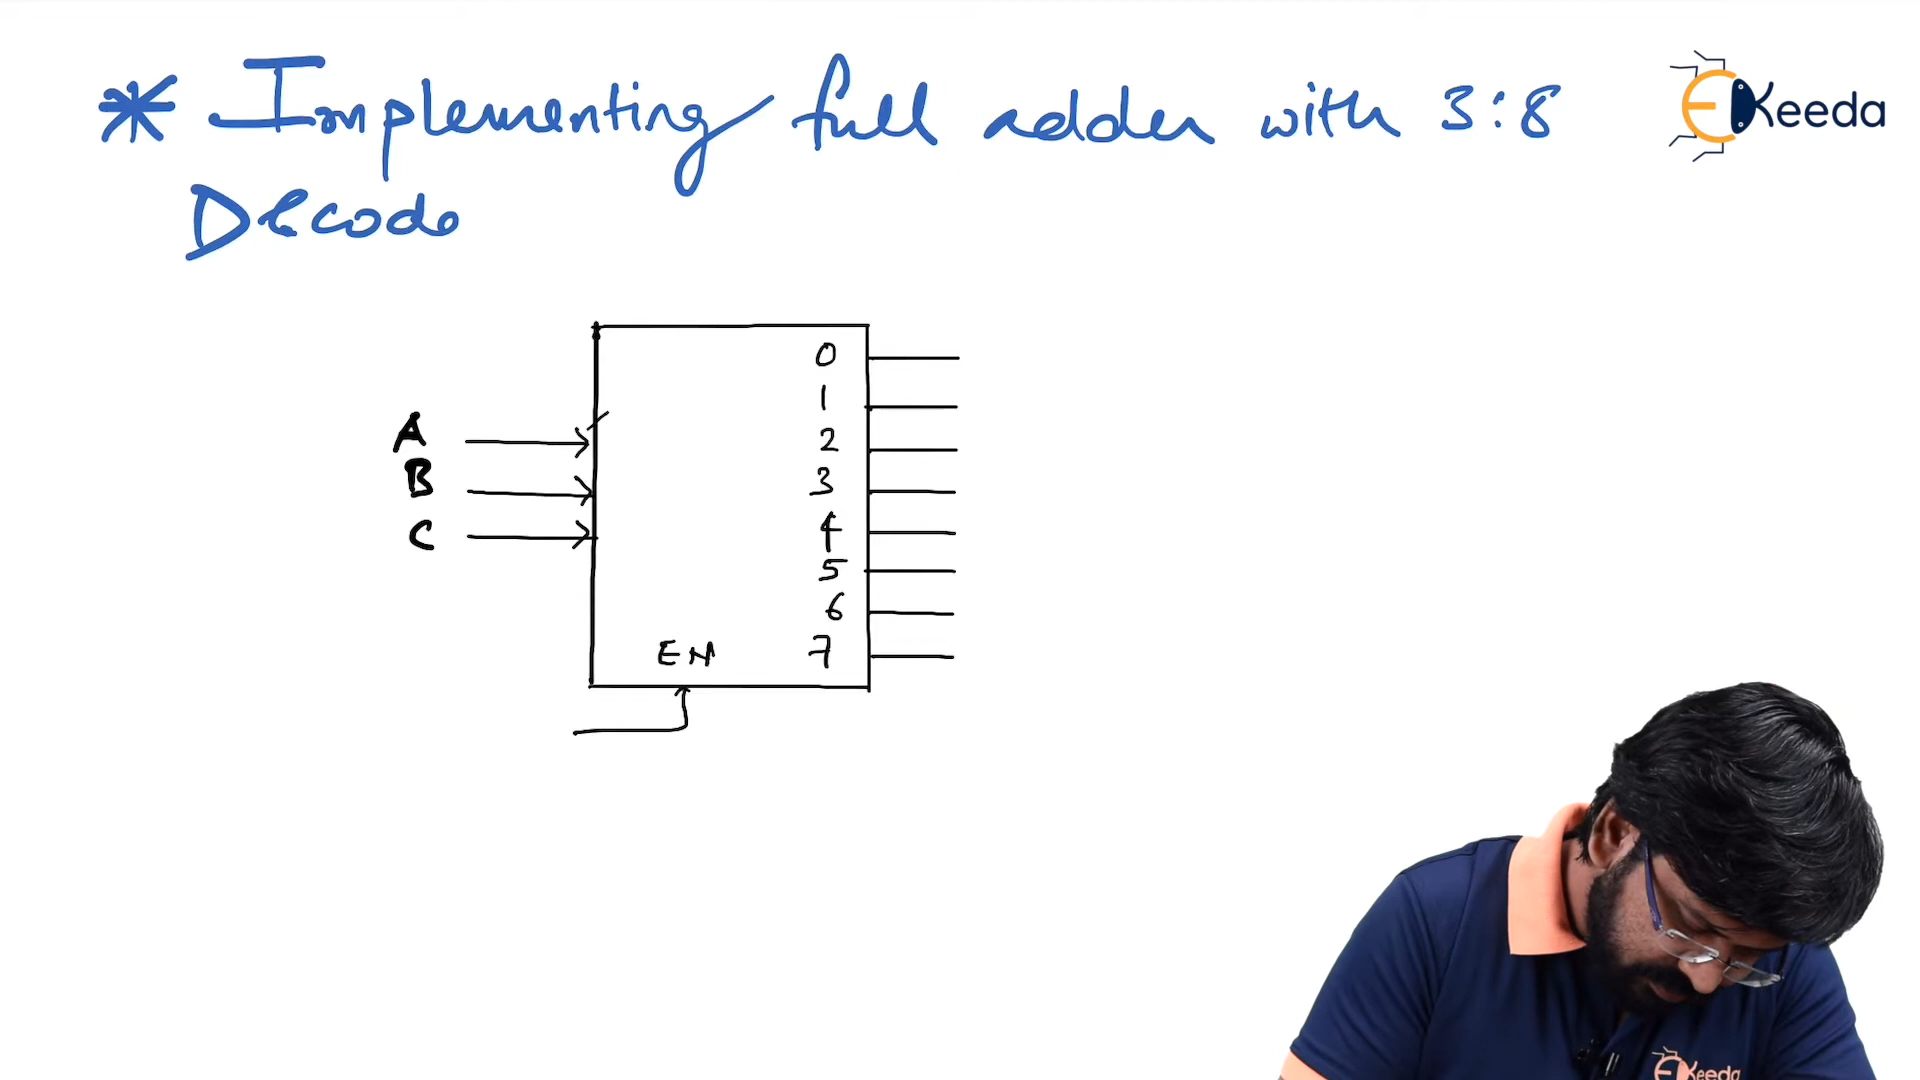 * Implementing full adder with 3:8
Decode
EKeeda
0
1
A
2
B
3
C
4
5
6
EN 7
EKeeda